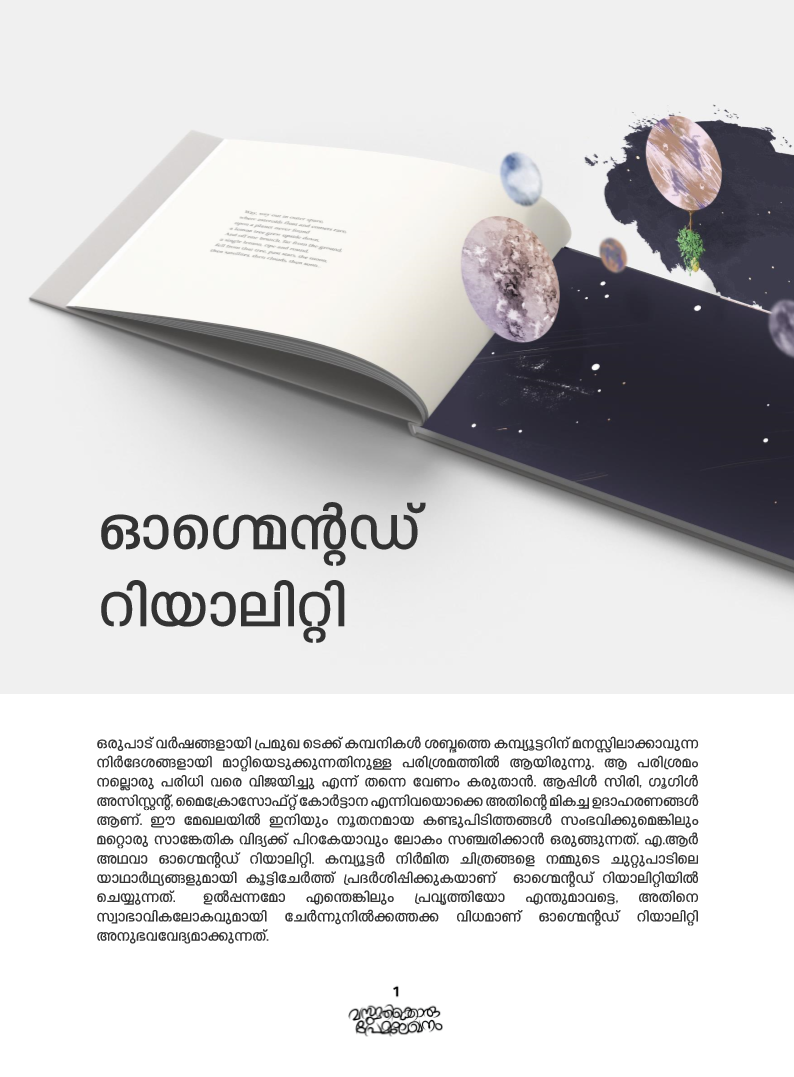 ഓഗ്മെന്റഡ്
റിയാലിറ്റി
ഒരുപാട് വർഷങ്ങളായി പ്രമുഖ ടെക്ക് കമ്പനികൾ ശബ്ദത്തെ കമ്പ്യൂട്ടറിന് മനസ്സിലാക്കാവുന്ന
നിർദേശങ്ങളായി മാറ്റിയെടുക്കുന്നതിനുള്ള പരിശ്രമത്തിൽ ആയിരുന്നു. ആ പരിശ്രമം
നല്ലൊരു പരിധി വരെ വിജയിച്ചു എന്ന് തന്നെ വേണം കരുതാൻ. ആപ്പിൾ സിരി, ഗൂഗിൾ
അസിസ്റ്റന്റ്, മൈക്രോസോഫ്റ്റ് കോർട്ടാന എന്നിവയൊക്കെ അതിന്റെ മികച്ച ഉദാഹരണങ്ങൾ
ആണ്. ഈ മേഖലയിൽ ഇനിയും നൂതനമായ കണ്ടുപിടിത്തങ്ങൾ സംഭവിക്കുമെങ്കിലും
മറ്റൊരു സാങ്കേതിക വിദ്യക്ക് പിറകേയാവും ലോകം സഞ്ചരിക്കാൻ ഒരുങ്ങുന്നത്. എ.ആർ
അഥവാ ഓഗ്മെന്റഡ് റിയാലിറ്റി. കമ്പ്യൂട്ടർ നിർമിത ചിത്രങ്ങളെ നമ്മുടെ ചുറ്റുപാടിലെ
യാഥാർഥ്യങ്ങളുമായി കൂട്ടിചേർത്ത് പ്രദർശിപ്പിക്കുകയാണ് ഓഗ്മെന്റഡ് റിയാലിറ്റിയിൽ
ചെയ്യുന്നത്. ഉൽപ്പന്നമോ എന്തെങ്കിലും പ്രവൃത്തിയോ എന്തുമാവട്ടെ, അതിനെ
സ്വാഭാവികലോകവുമായി ചേർന്നുനിൽക്കത്തക്ക വിധമാണ് ഓഗ്മെന്റഡ് റിയാലിറ്റി
അനുഭവവേദ്യമാക്കുന്നത്.
1